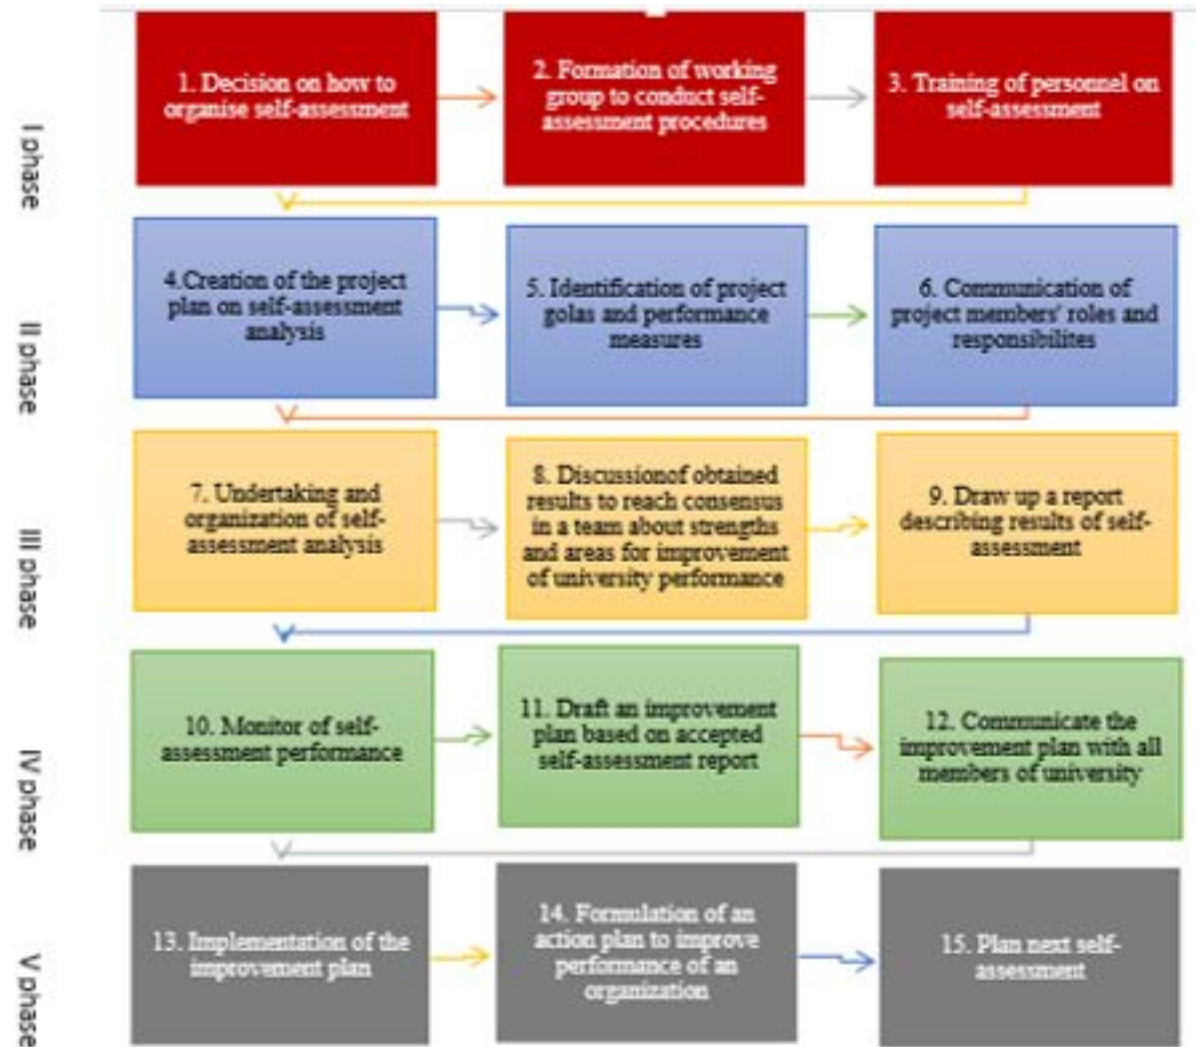 I phase
1. Decision on how to
organise self-assessment
2. Formation of working
group to conduct self-
assessment procedures
3. Training of personnel on
self-assessment
II phase
4.Creation of the project
plan on self-assessment
analysis
5. Identification of project
golas and performance
measures
6. Communication of
project members' roles and
responsibilites
III phase
7. Undertaking and
organization of self-
assessment analysis
8. Discussionof obtained
results to reach consensus
in a team about strengths
and areas for improvement
of university performance
9. Draw up a report
describing results of self-
assessment
IV phase
10. Monitor of self-
assessment performance
11. Draft an improvement
plan based on accepted
self-assessment report
12. Communicate the
improvement plan with all
members of university
V phase
13. Implementation of the
improvement plan
14. Formulation of an
action plan to improve
performance of an
organization
15. Plan next self-
assessment